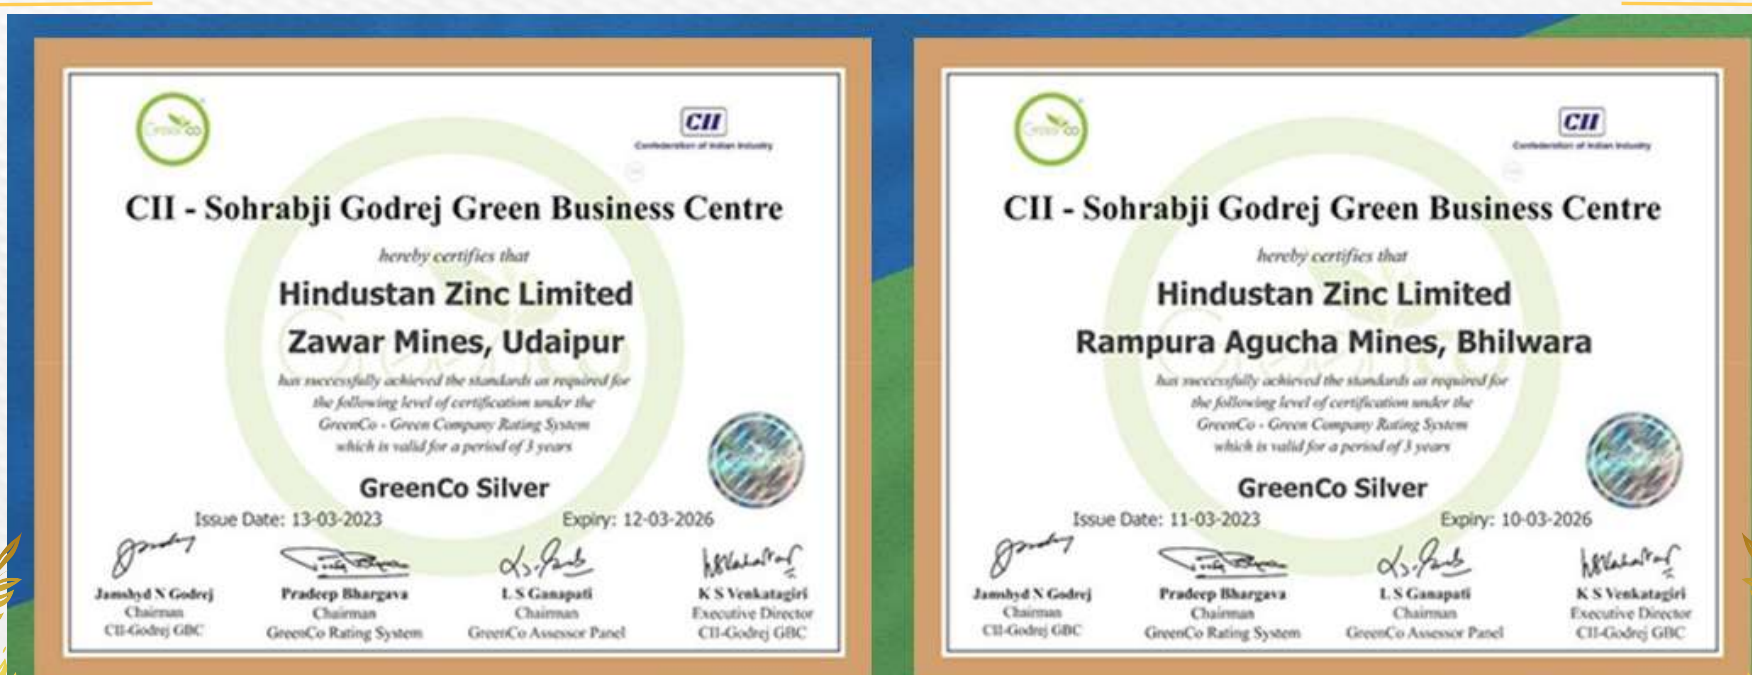 GreenCo
CII
Confederation of Indian Industry
CII - Sohrabji Godrej Green Business Centre
hereby certifies that
Hindustan Zinc Limited
Zawar Mines, Udaipur
has successfully achieved the standards as required for
the following level of certification under the
GreenCo - Green Company Rating System
which is valid for a period of 3 years
GreenCo Silver
Issue Date: 13-03-2023 Expiry: 12-03-2026
Jamshyd N Godrej
Chairman
CII-Godrej GBC
Pradeep Bhargava
Chairman
GreenCo Rating System
L S Ganapati
Chairman
GreenCo Assessor Panel
K S Venkatagiri
Executive Director
CII-Godrej GBC
GreenCo
CII
Confederation of Indian Industry
CII - Sohrabji Godrej Green Business Centre
hereby certifies that
Hindustan Zinc Limited
Rampura Agucha Mines, Bhilwara
has successfully achieved the standards as required for
the following level of certification under the
GreenCo - Green Company Rating System
which is valid for a period of 3 years
GreenCo Silver
Issue Date: 11-03-2023 Expiry: 10-03-2026
Jamshyd N Godrej
Chairman
CII-Godrej GBC
Pradeep Bhargava
Chairman
GreenCo Rating System
L S Ganapati
Chairman
GreenCo Assessor Panel
K S Venkatagiri
Executive Director
CII-Godrej GBC